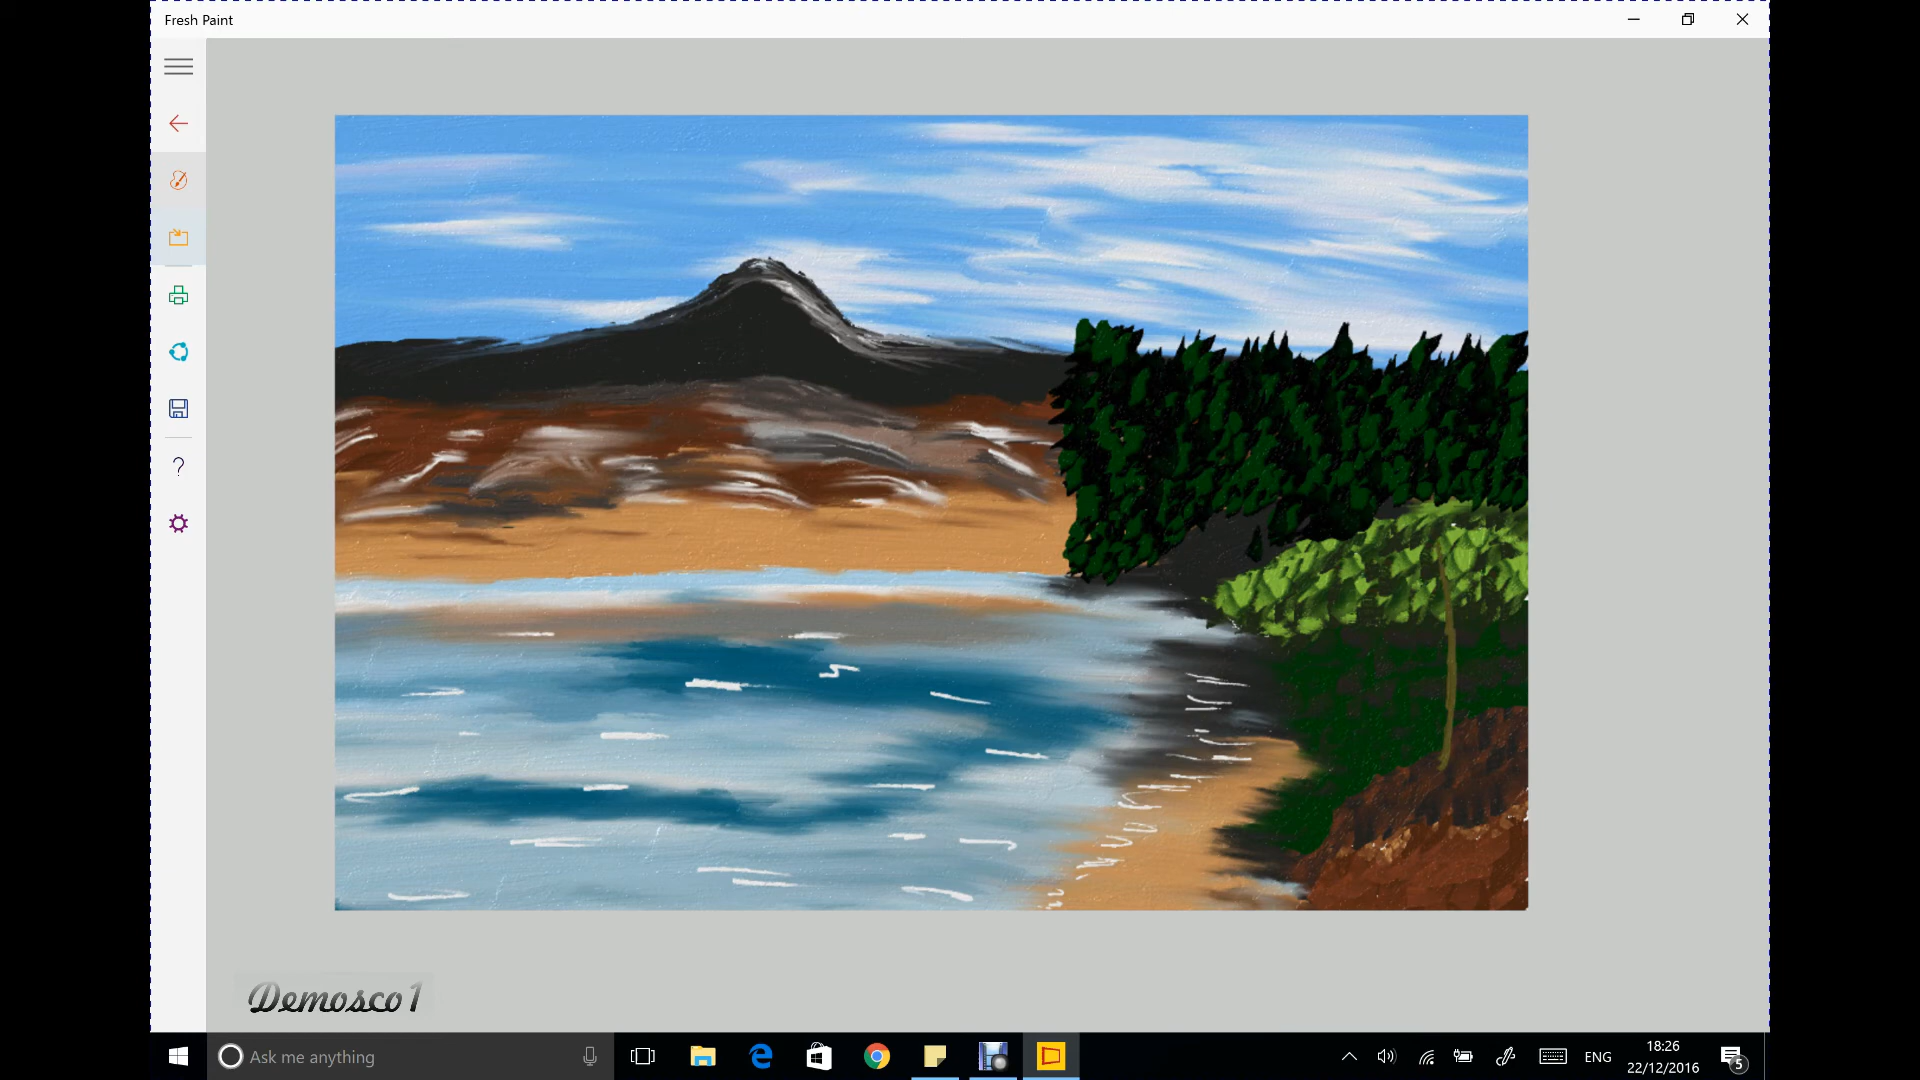 Fresh Paint
?
Demosco1
Ask me anything
ENG
18:26
22/12/2016
5